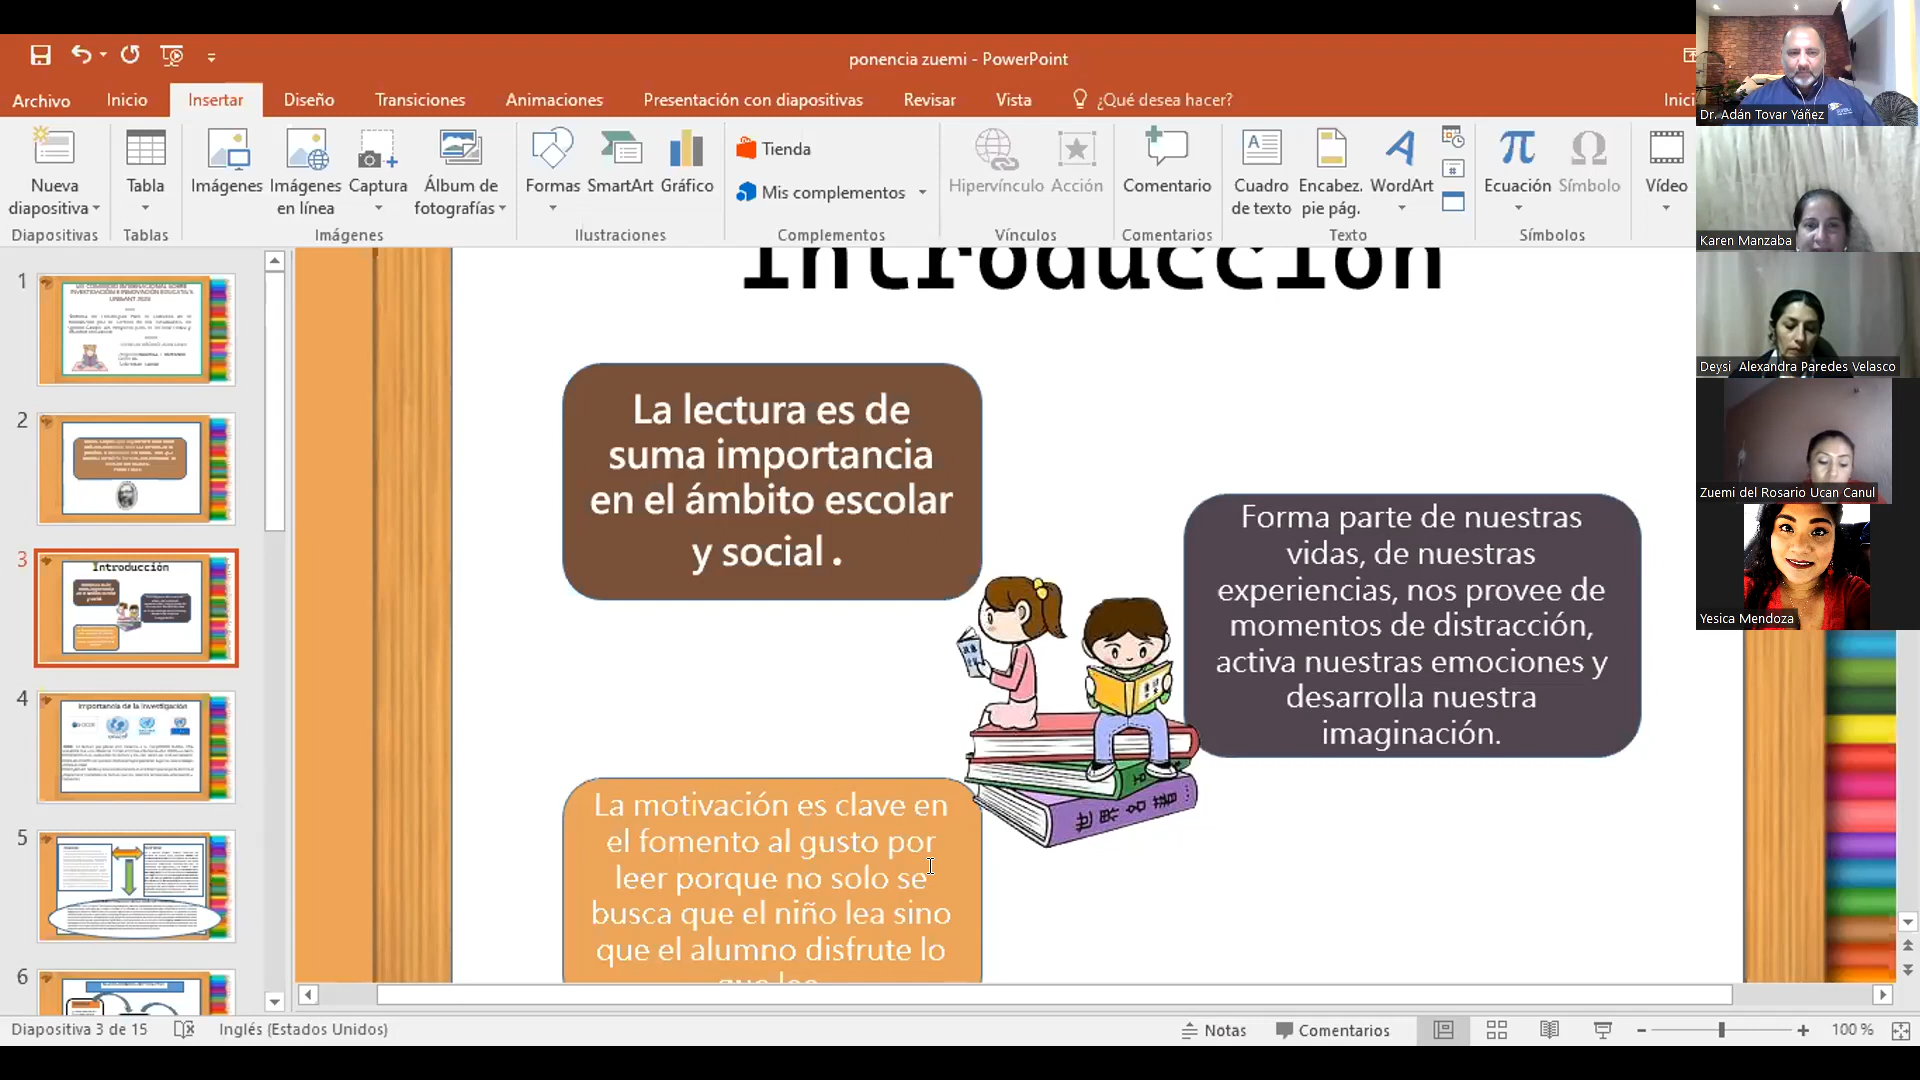 ponencia zuemi - PowerPoint
Archivo
Inicio
Insertar
Diseño
Transiciones
Animaciones
Presentación con diapositivas
Revisar
Vista
¿Qué desea hacer?
Nueva
diapositiva
Diapositivas
Tabla
Tablas
Imágenes
Imágenes
en línea
Captura
Álbum de
fotografías
Imágenes
Formas
SmartArt
Gráfico
Ilustraciones
Tienda
Mis complementos
Complementos
Hipervínculo
Acción
Vínculos
Comentario
Comentarios
Cuadro
de texto
Encabez.
pie pág.
WordArt
Texto
Ecuación
Símbolo
Símbolos
Vídeo
1
2
3
Introducción
4
Importancia de la investigación
5
6
Introducción
La lectura es de
suma importancia
en el ámbito escolar
y social .
Forma parte de nuestras
vidas, de nuestras
experiencias, nos provee de
momentos de distracción,
activa nuestras emociones y
desarrolla nuestra
imaginación.
La motivación es clave en
el fomento al gusto por
leer porque no solo se
busca que el niño lea sino
que el alumno disfrute lo
Dr. Adán Tovar Yáñez
Karen Manzaba
Deysi Alexandra Paredes Velasco
Zuemi del Rosario Ucan Canul
Yesica Mendoza
Diapositiva 3 de 15
Inglés (Estados Unidos)
Notas
Comentarios
100 %